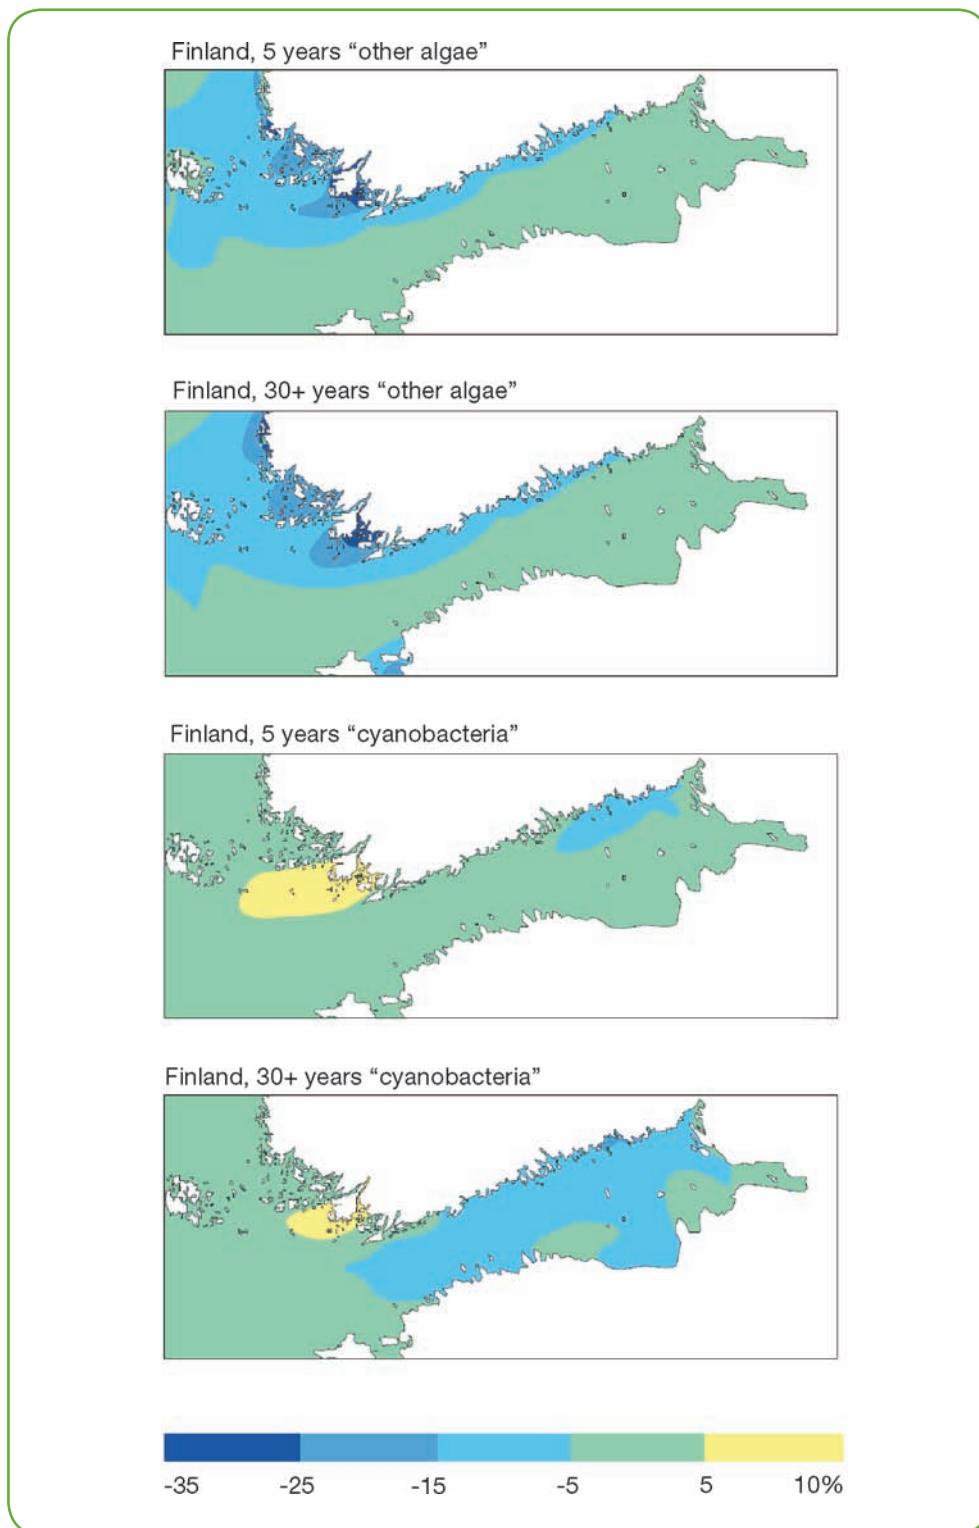 Finland, 5 years “other algae”
Finland, 30+ years “other algae”
Finland, 5 years “cyanobacteria”
Finland, 30+ years “cyanobacteria”
-35 -25 -15 -5 5 10%